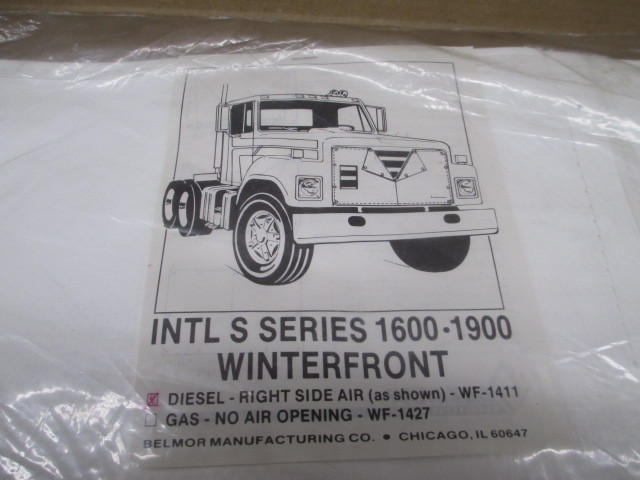 INTL S SERIES 1600-1900
WINTERFRONT
DIESEL - RIGHT SIDE AIR (as shown) - WF-1411
GAS - NO AIR OPENING - WF-1427
BELMOR MANUFACTURING CO. • CHICAGO, IL 60647